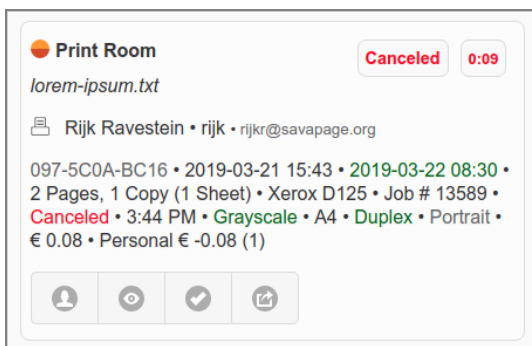 Print Room
Canceled
0:09
lorem-ipsum.txt
Rijk Ravestein • rijk • rijkr@savapage.org
097-5C0A-BC16 • 2019-03-21 15:43 • 2019-03-22 08:30 •
2 Pages, 1 Copy (1 Sheet) • Xerox D125 • Job # 13589 •
Canceled • 3:44 PM • Grayscale • A4 • Duplex • Portrait •
€ 0.08 • Personal € -0.08 (1)